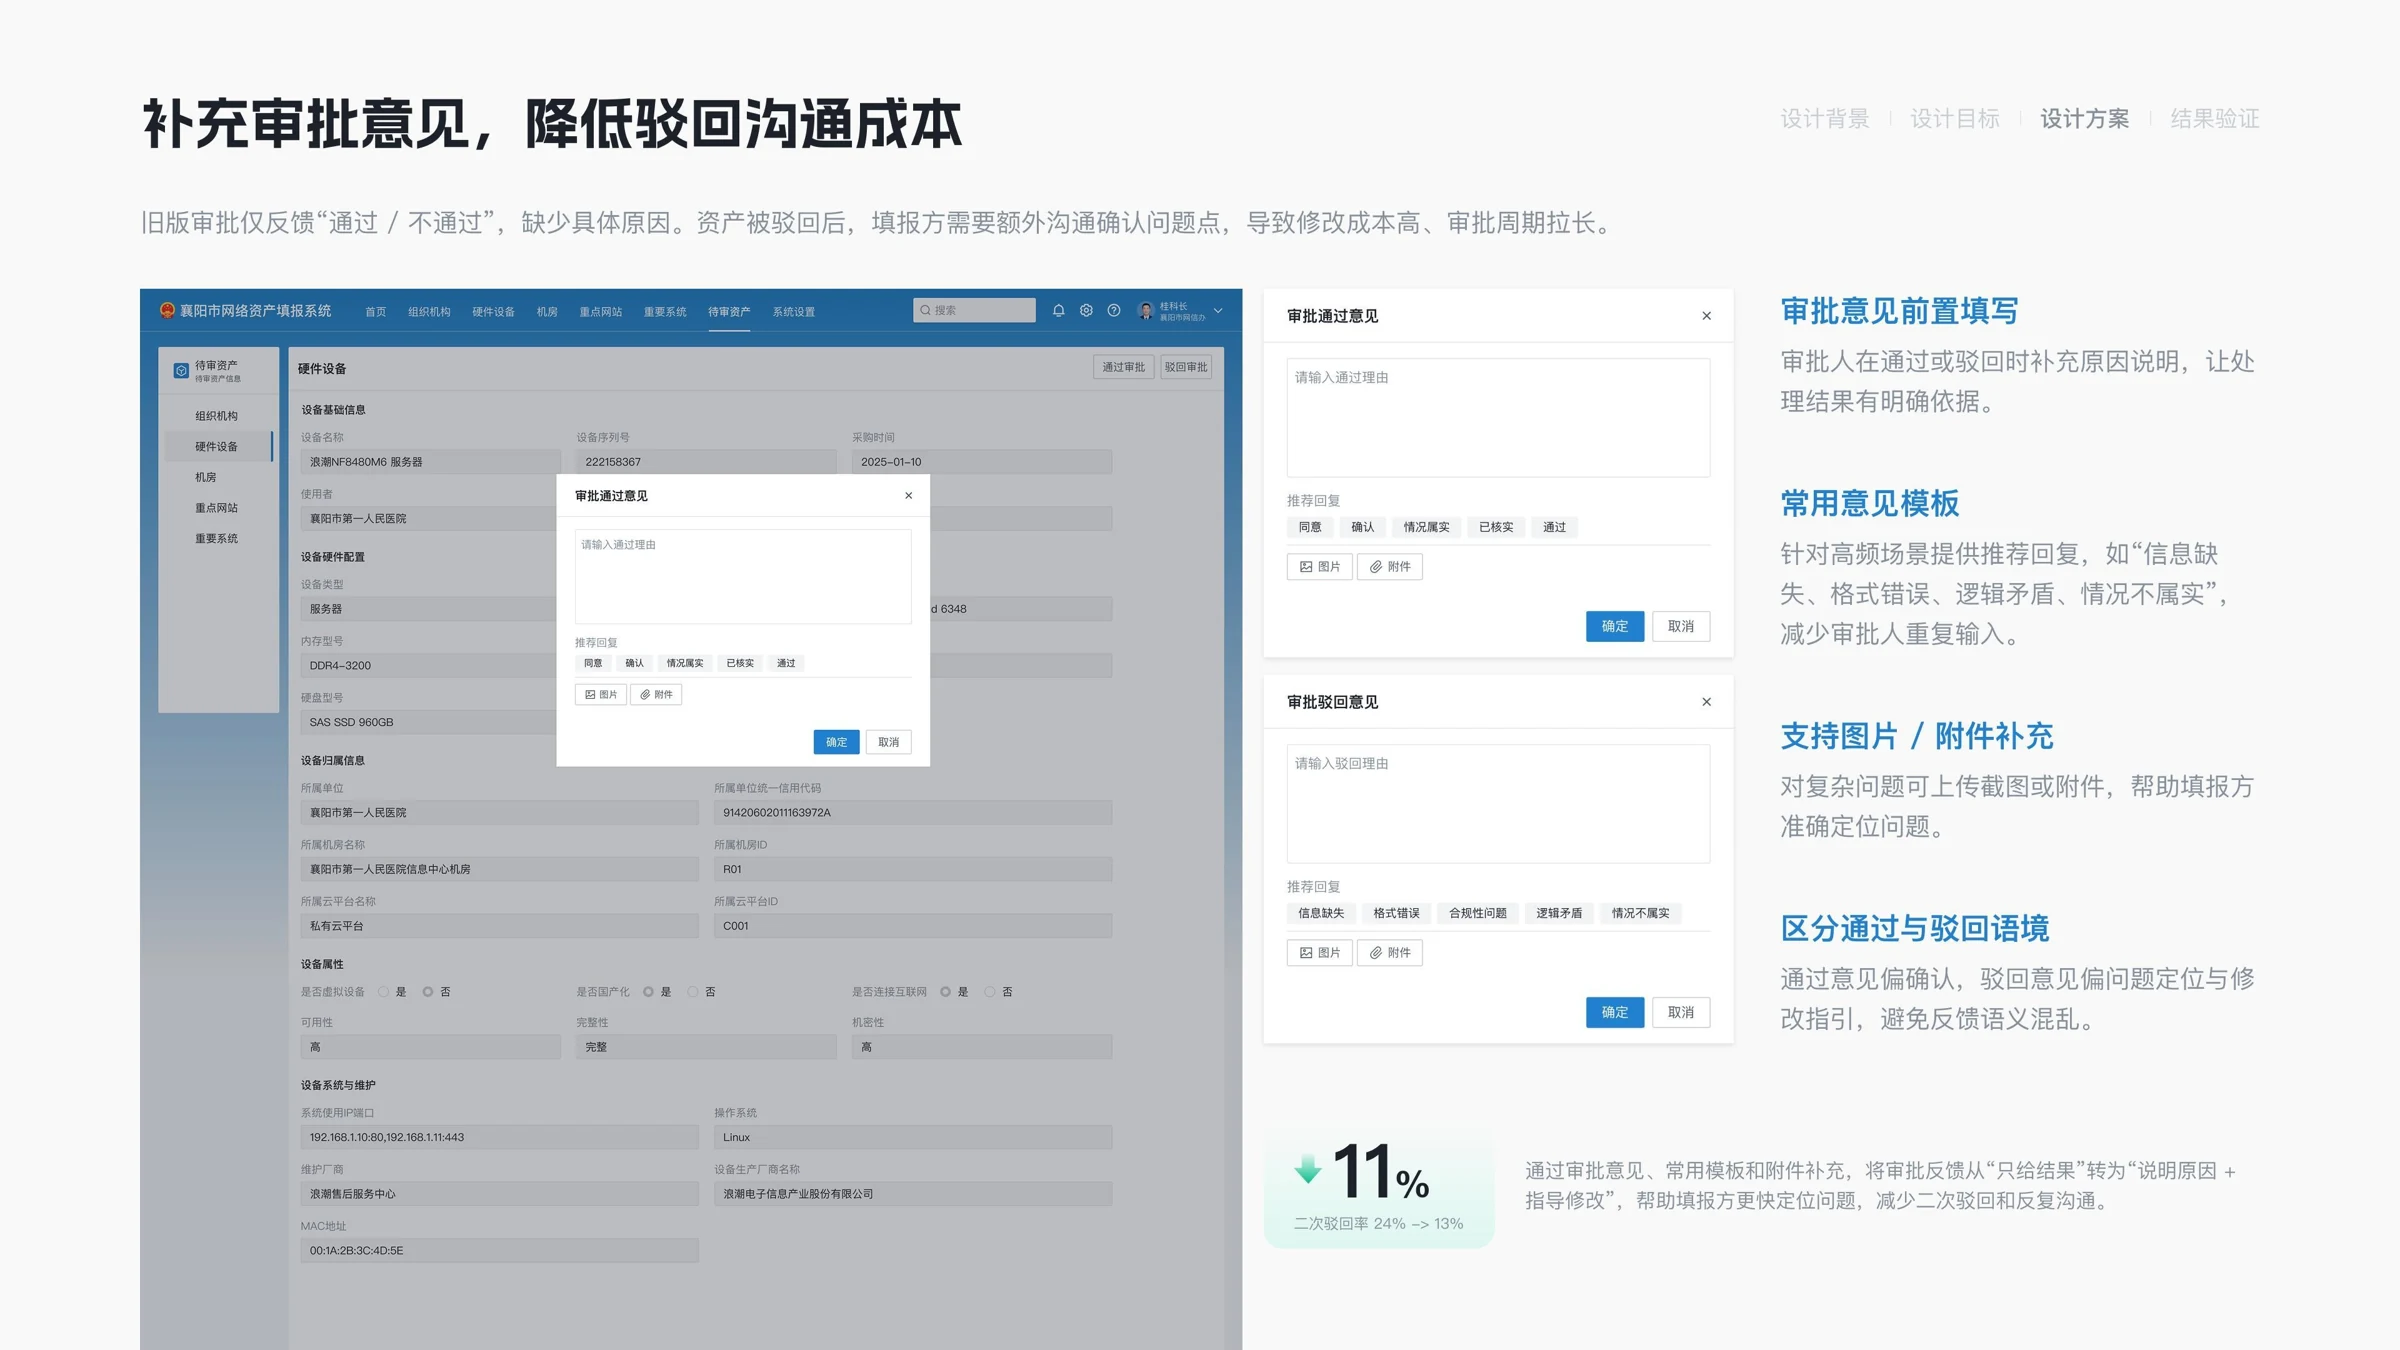 补充审批意见，降低驳回沟通成本
设计背景 | 设计目标 | 设计方案 | 结果验证
旧版审批仅反馈“通过 / 不通过”，缺少具体原因。资产被驳回后，填报方需要额外沟通确认问题点，导致修改成本高、审批周期拉长。
襄阳市网络资产填报系统 首页 组织机构 硬件设备 机房 重点网站 重要系统 待审资产 系统设置 搜索 桂科长
襄阳市网信办
待审资产
待审资产信息
组织机构
硬件设备
机房
重点网站
重要系统
硬件设备 通过审批 驳回审批
设备基础信息
设备名称 设备序列号 采购时间
浪潮NF8480M6 服务器 222158367 2025-01-10
使用者
襄阳市第一人民医院
设备硬件配置
设备类型
服务器 d 6348
内存型号
DDR4-3200
硬盘型号
SAS SSD 960GB
审批通过意见
请输入通过理由
推荐回复
同意 确认 情况属实 已核实 通过
图片 附件
确定 取消
设备归属信息
所属单位 所属单位统一信用代码
襄阳市第一人民医院 91420602011163972A
所属机房名称 所属机房ID
襄阳市第一人民医院信息中心机房 R01
所属云平台名称 所属云平台ID
私有云平台 C001
设备属性
是否虚拟设备 是 否 是否国产化 是 否 是否连接互联网 是 否
可用性 完整性 机密性
高 完整 高
设备系统与维护
系统使用IP端口 操作系统
192.168.1.10:80,192.168.1.11:443 Linux
维护厂商 设备生产厂商名称
浪潮售后服务中心 浪潮电子信息产业股份有限公司
MAC地址
00:1A:2B:3C:4D:5E
审批通过意见
请输入通过理由
推荐回复
同意 确认 情况属实 已核实 通过
图片 附件
确定 取消
审批驳回意见
请输入驳回理由
推荐回复
信息缺失 格式错误 合规性问题 逻辑矛盾 情况不属实
图片 附件
确定 取消
审批意见前置填写
审批人在通过或驳回时补充原因说明，让处
理结果有明确依据。
常用意见模板
针对高频场景提供推荐回复，如“信息缺
失、格式错误、逻辑矛盾、情况不属实”，
减少审批人重复输入。
支持图片 / 附件补充
对复杂问题可上传截图或附件，帮助填报方
准确定位问题。
区分通过与驳回语境
通过意见偏确认，驳回意见偏问题定位与修
改指引，避免反馈语义混乱。
11%
二次驳回率 24% -> 13%
通过审批意见、常用模板和附件补充，将审批反馈从“只给结果”转为“说明原因 +
指导修改”，帮助填报方更快定位问题，减少二次驳回和反复沟通。